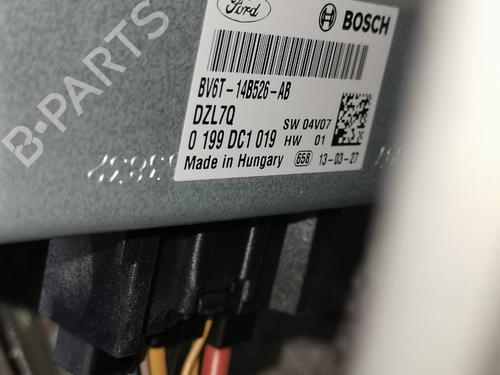 Ford
BOSCH
BV6T-14B526-AB
DZL7Q
SW 04V07
0 199 DC1 019
HW 01
Made in Hungary
658
13-03-27
B-PARTS